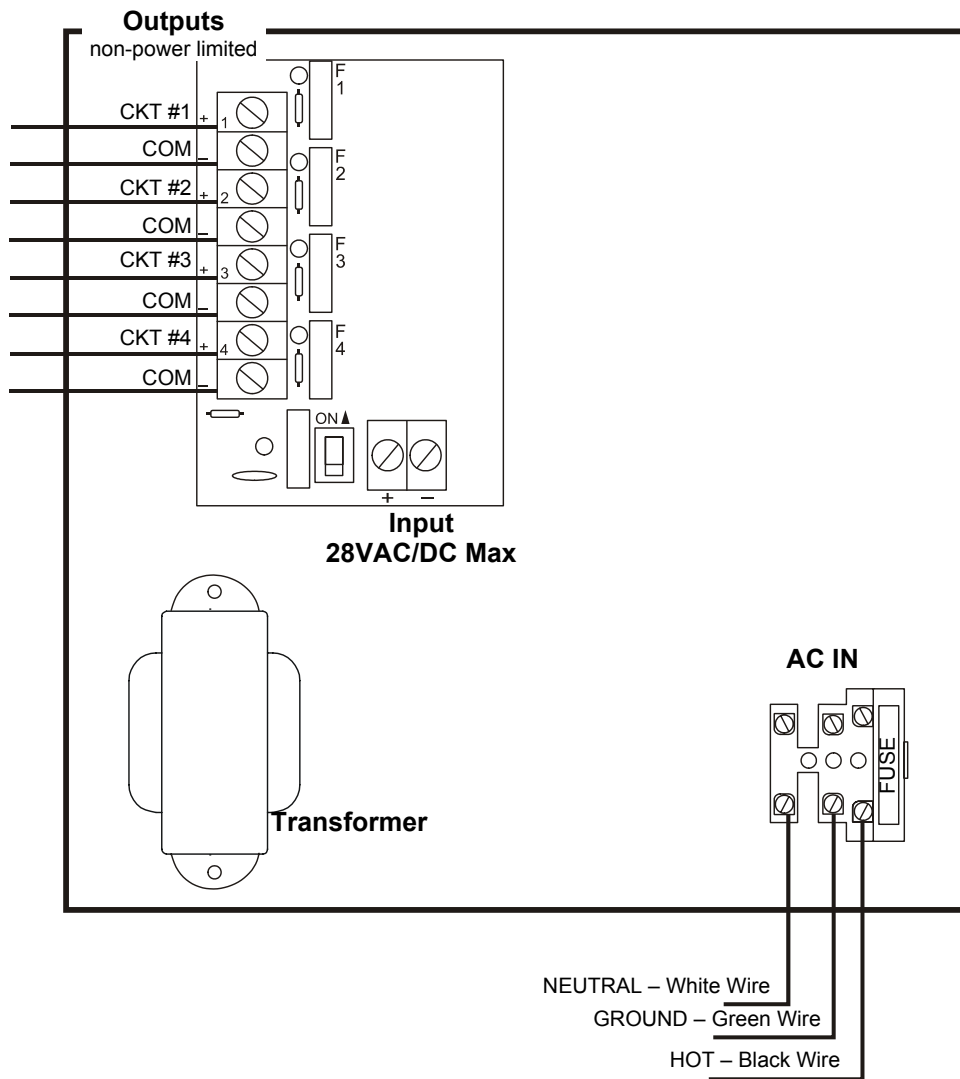 Outputs
non-power limited
CKT #1
+
1
COM
–
CKT #2
+
2
COM
–
CKT #3
+
3
COM
–
CKT #4
+
4
COM
–
F
1
F
2
F
3
F
4
ON
+ –
Input
28VAC/DC Max
Transformer
AC IN
FUSE
NEUTRAL – White Wire
GROUND – Green Wire
HOT – Black Wire